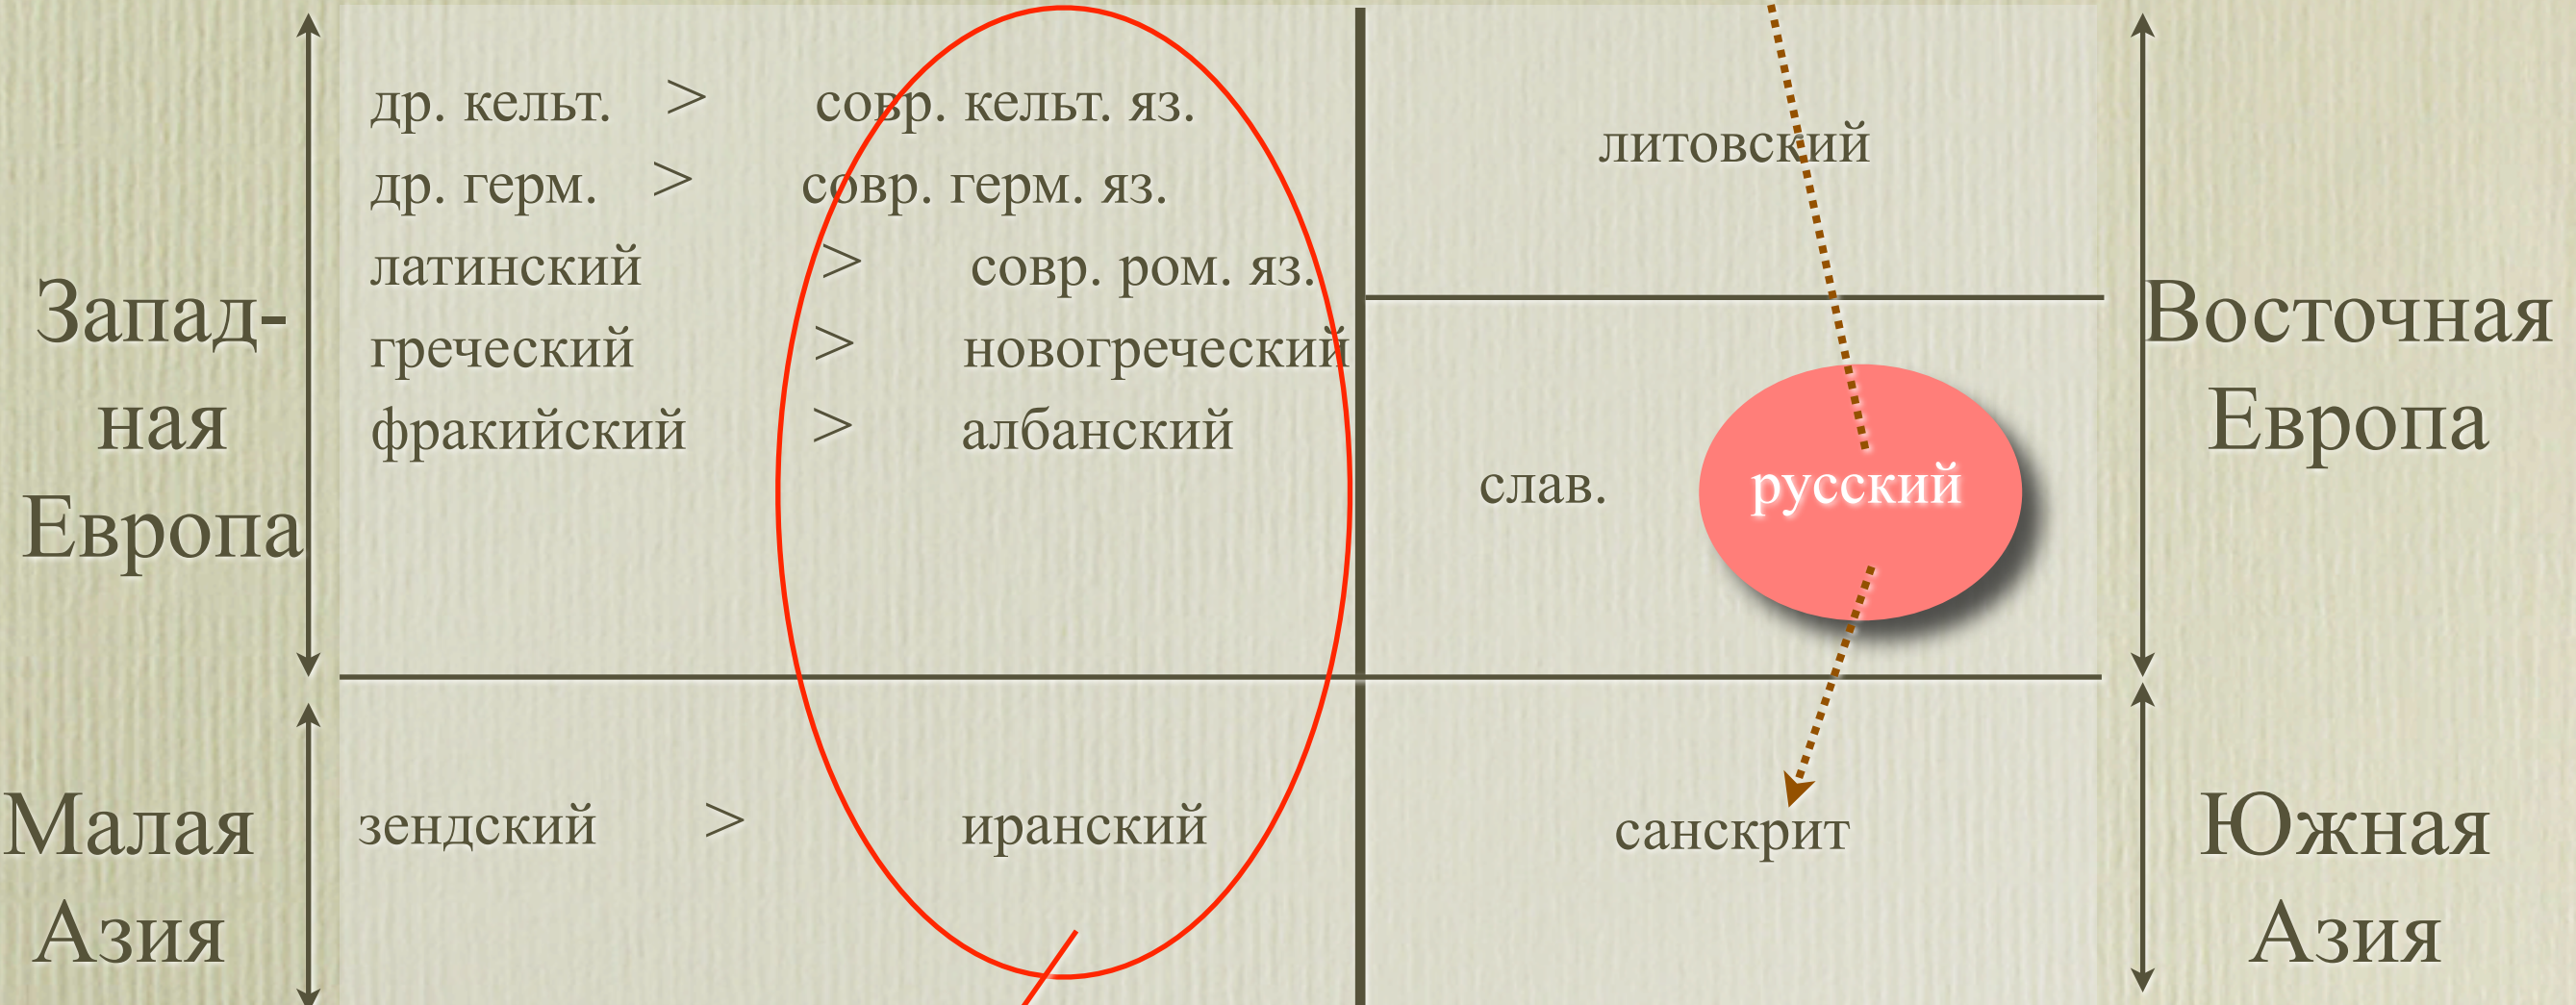 Запад-
ная
Европа
др. кельт. > совр. кельт. яз.
др. герм. > совр. герм. яз.
латинский > совр. ром. яз.
греческий > новогреческий
фракийский > албанский
литовский
слав.
русский
Восточная
Европа
Малая
Азия
зендский > иранский
санскрит
Южная
Азия